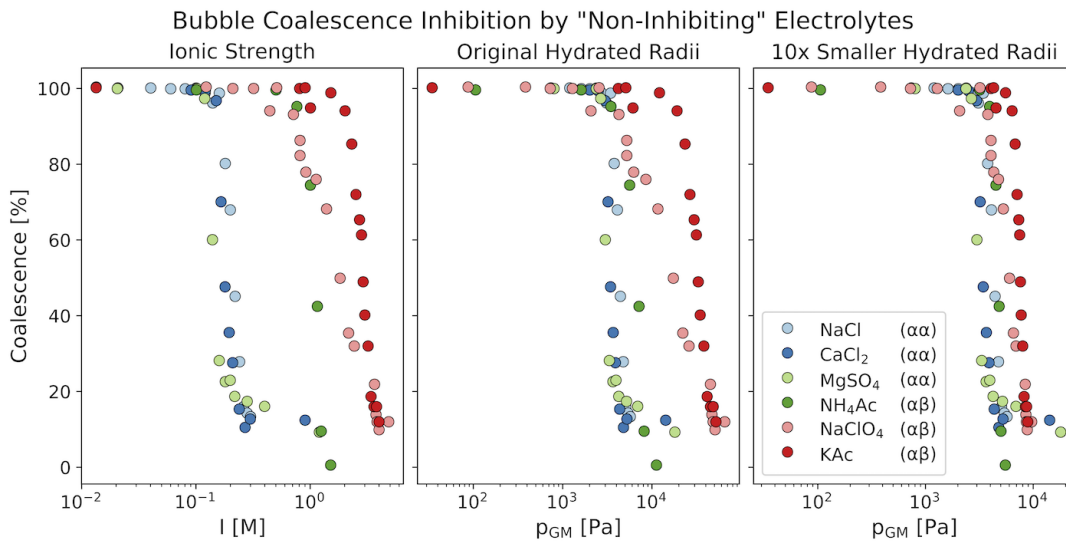 Bubble Coalescence Inhibition by "Non-Inhibiting" Electrolytes
Ionic Strength
Original Hydrated Radii
10x Smaller Hydrated Radii
Coalescence [%]
100
80
60
40
20
0
10⁻²
10⁻¹
10⁰
I [M]
10²
10³
10⁴
p_GM [Pa]
10²
10³
10⁴
p_GM [Pa]
NaCl (αα)
CaCl₂ (αα)
MgSO₄ (αα)
NH₄Ac (αβ)
NaClO₄ (αβ)
KAc (αβ)